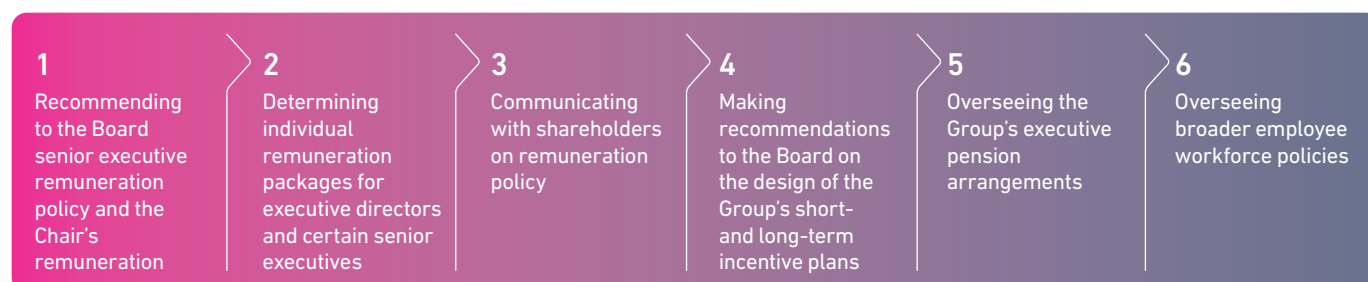 1
Recommending
to the Board
senior executive
remuneration
policy and the
Chair's
remuneration
2
Determining
individual
remuneration
packages for
executive directors
and certain senior
executives
3
Communicating
with shareholders
on remuneration
policy
4
Making
recommendations
to the Board on
the design of the
Group's short-
and long-term
incentive plans
5
Overseeing the
Group's executive
pension
arrangements
6
Overseeing
broader employee
workforce policies